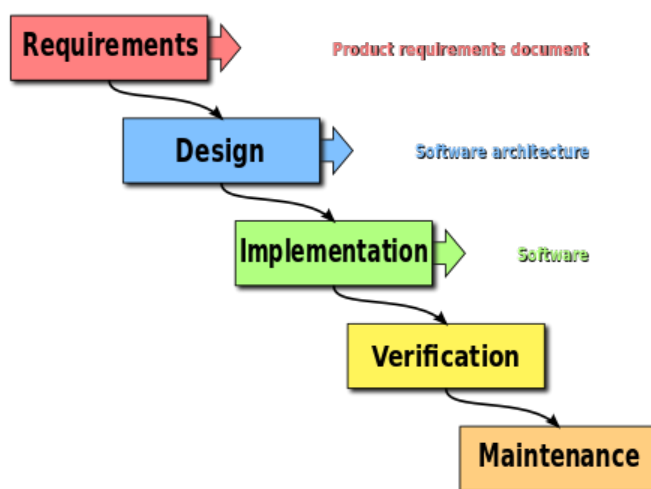 Requirements
Product requirements document
Design
Software architecture
Implementation
Software
Verification
Maintenance